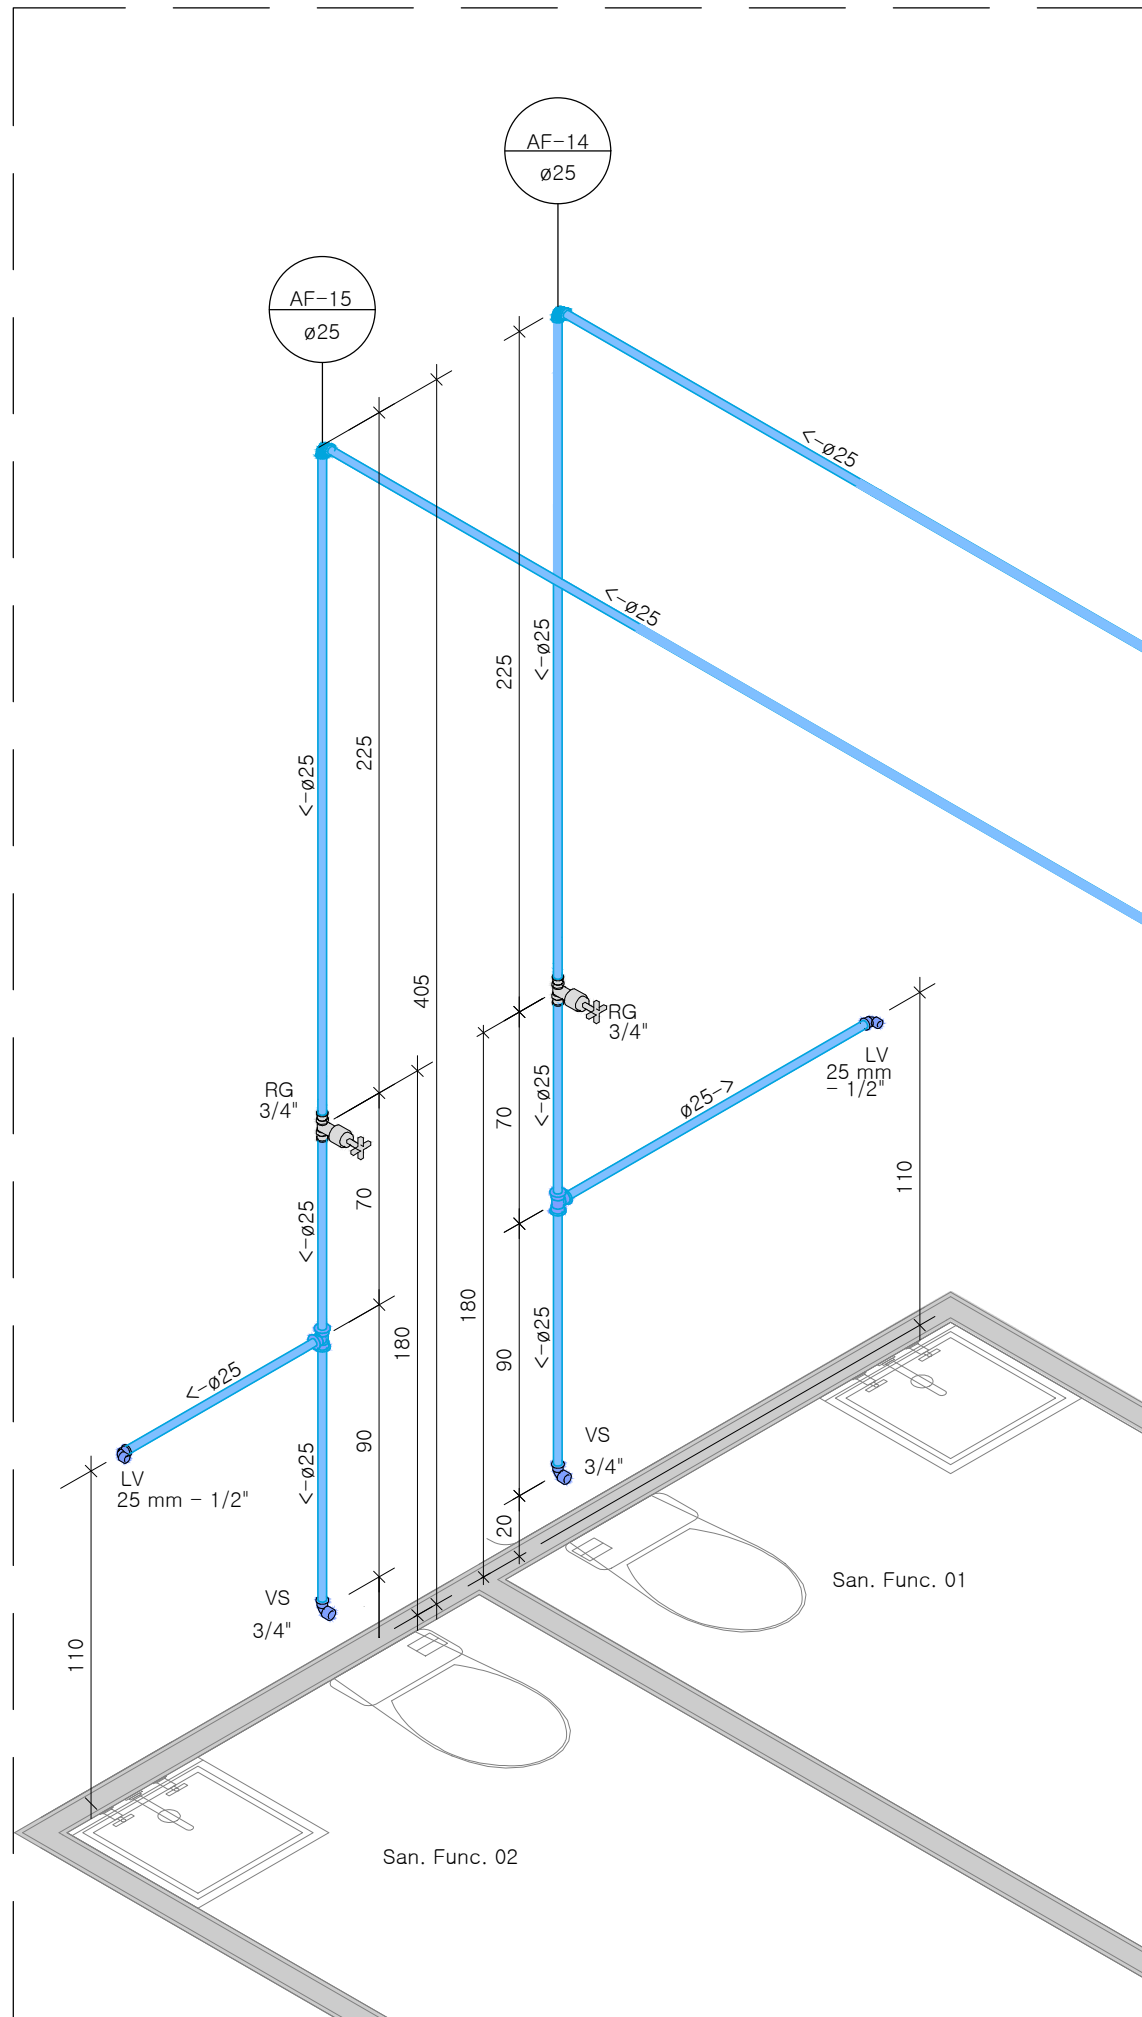 AF-14
ø25
AF-15
ø25
<-ø25
<-ø25
<-ø25
225
225
<-ø25
405
RG
3/4"
RG
3/4"
LV
25 mm
- 1/2"
ø25->
<-ø25
70
110
70
<-ø25
180
180
90
<-ø25
<-ø25
90
<-ø25
LV
25 mm - 1/2"
VS
3/4"
20
San. Func. 01
VS
3/4"
110
San. Func. 02